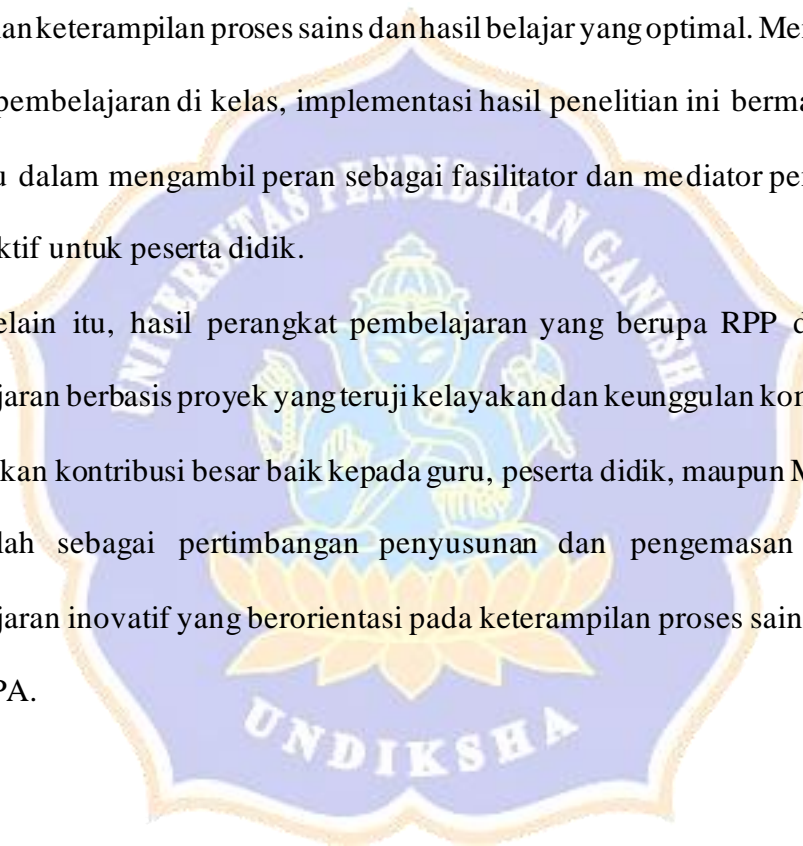 an keterampilan proses sains dan hasil belajar yang optimal. Me
pembelajaran di kelas, implementasi hasil penelitian ini berma
dalam mengambil peran sebagai fasilitator dan mediator pe
ktif untuk peserta didik.
elain itu, hasil perangkat pembelajaran yang berupa RPP d
jaran berbasis proyek yang teruji kelayakan dan keunggulan kon
kan kontribusi besar baik kepada guru, peserta didik, maupun M
lah sebagai pertimbangan penyusunan dan pengemasan
jaran inovatif yang berorientasi pada keterampilan proses sain
PA.
UNIVERSITAS PENDIDIKAN GANESH
UNDIKSHA